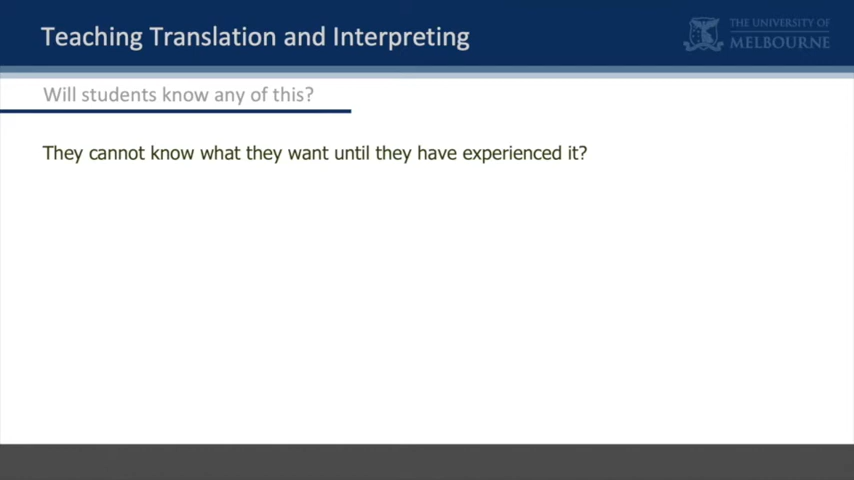 Teaching Translation and Interpreting
THE UNIVERSITY OF
MELBOURNE
Will students know any of this?
They cannot know what they want until they have experienced it?